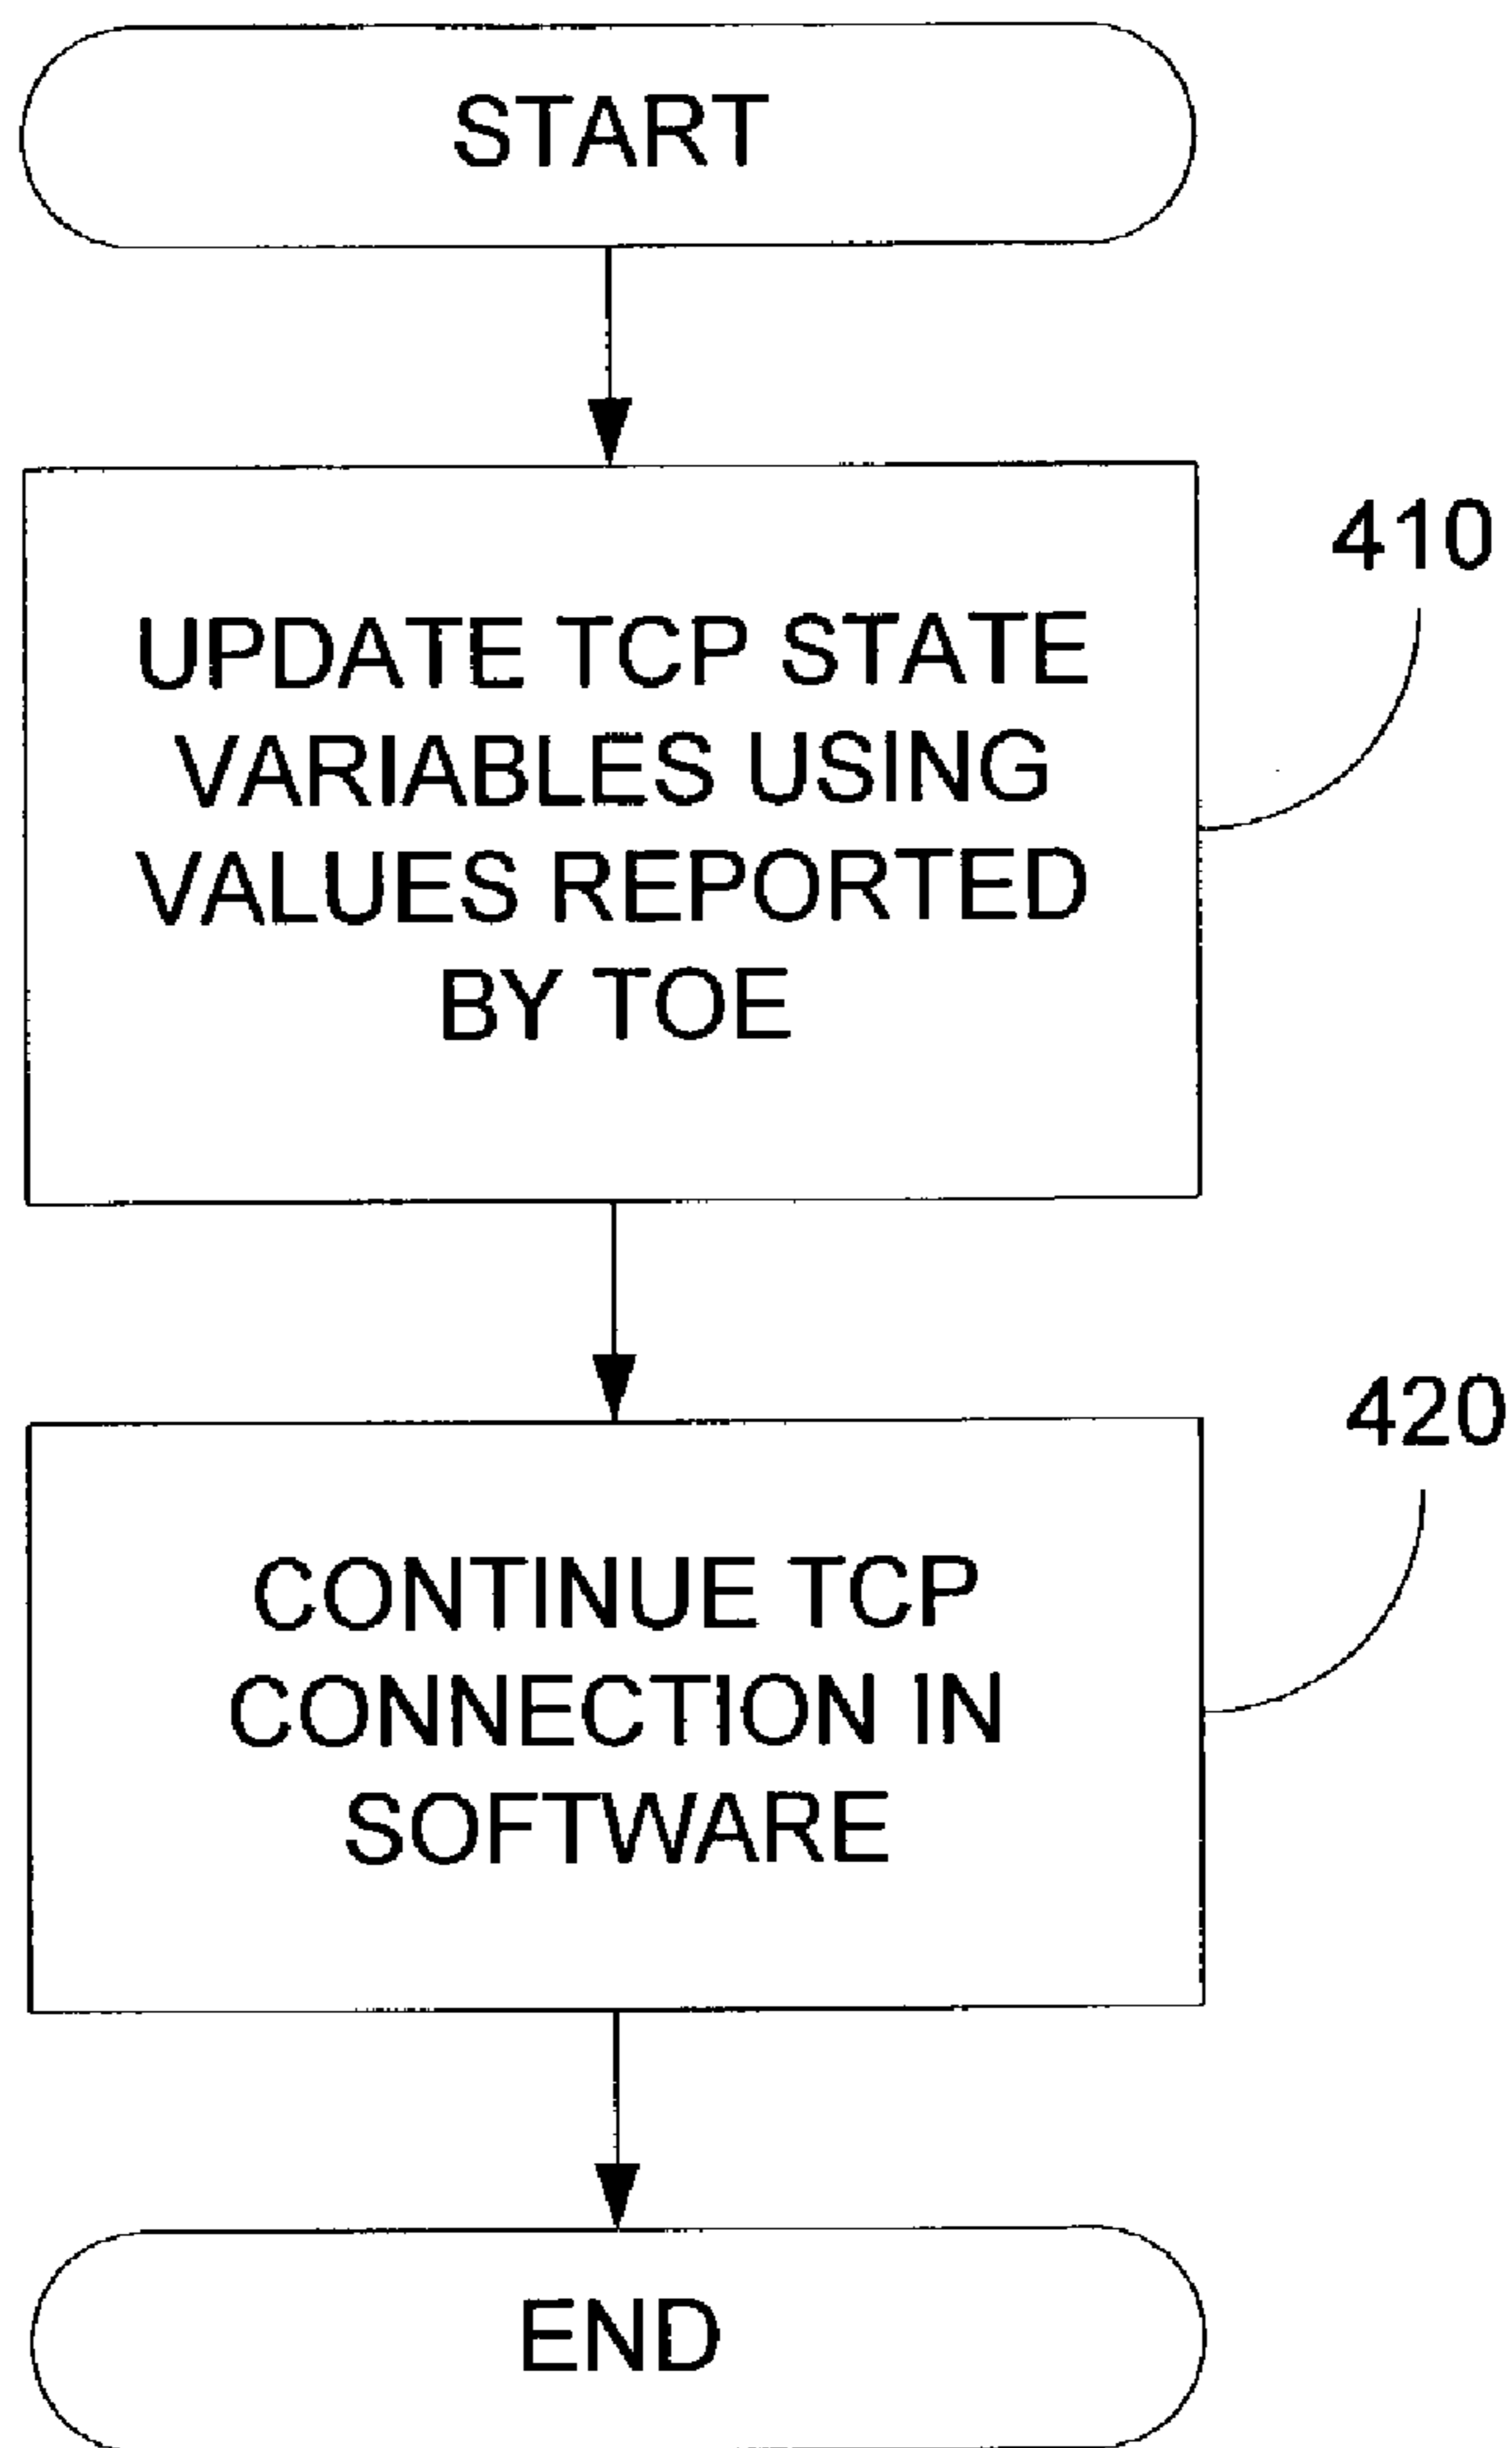 START
410
UPDATE TCP STATE
VARIABLES USING
VALUES REPORTED
BY TOE
420
CONTINUE TCP
CONNECTION IN
SOFTWARE
END